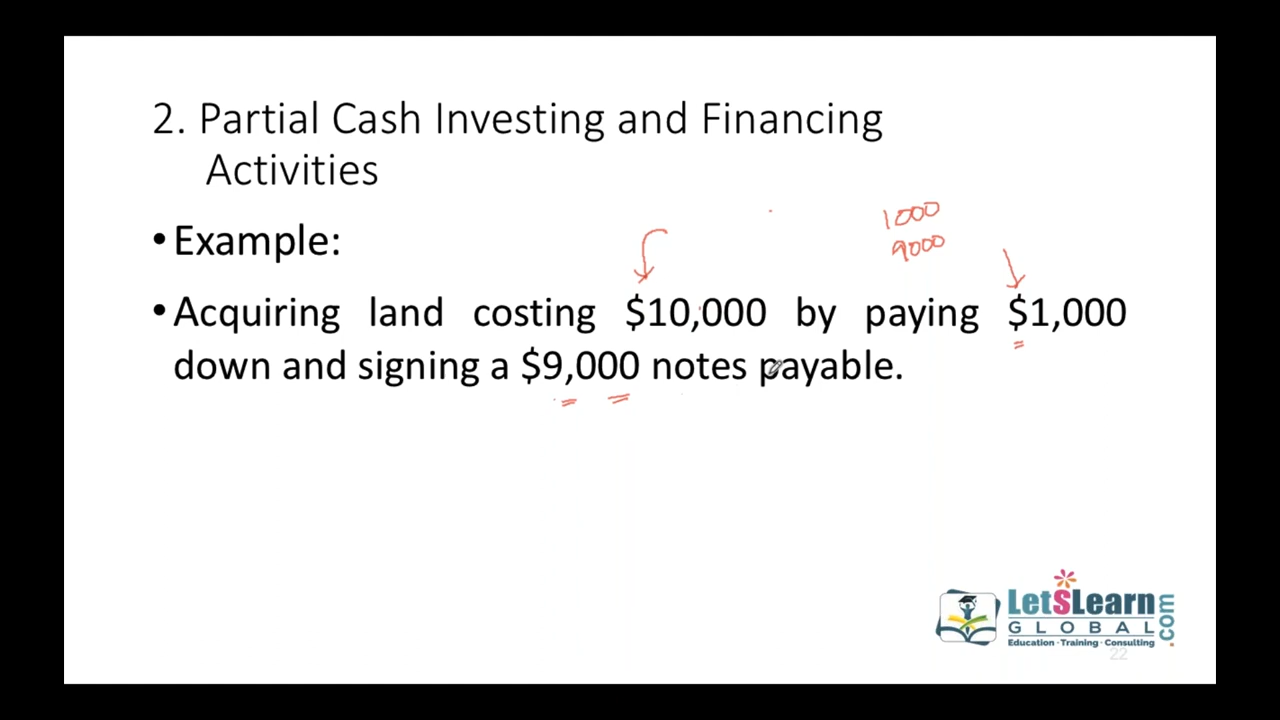 2. Partial Cash Investing and Financing
Activities
•Example:
1000
9000
•Acquiring land costing $10,000 by paying $1,000
down and signing a $9,000 notes payable.
LetSLearn
GLOBAL
.com
Education · Training · Consulting
22